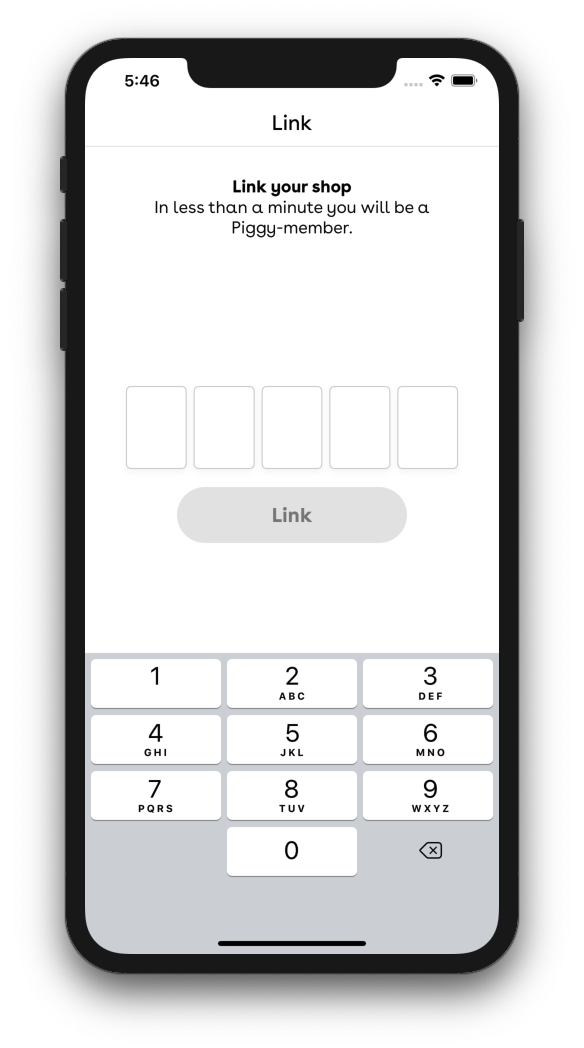 5:46
Link
Link your shop
In less than a minute you will be a
Piggy-member.
Link
1
2
ABC
3
DEF
4
GHI
5
JKL
6
MNO
7
PQRS
8
TUV
9
WXYZ
0